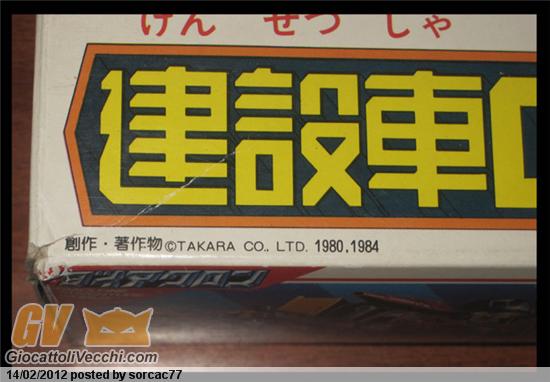 けん せつ しゃ
建設車ロ
創作・著作物©TAKARA CO., LTD. 1980, 1984
GV
GiocattoliVecchi.com
14/02/2012 posted by sorcac77